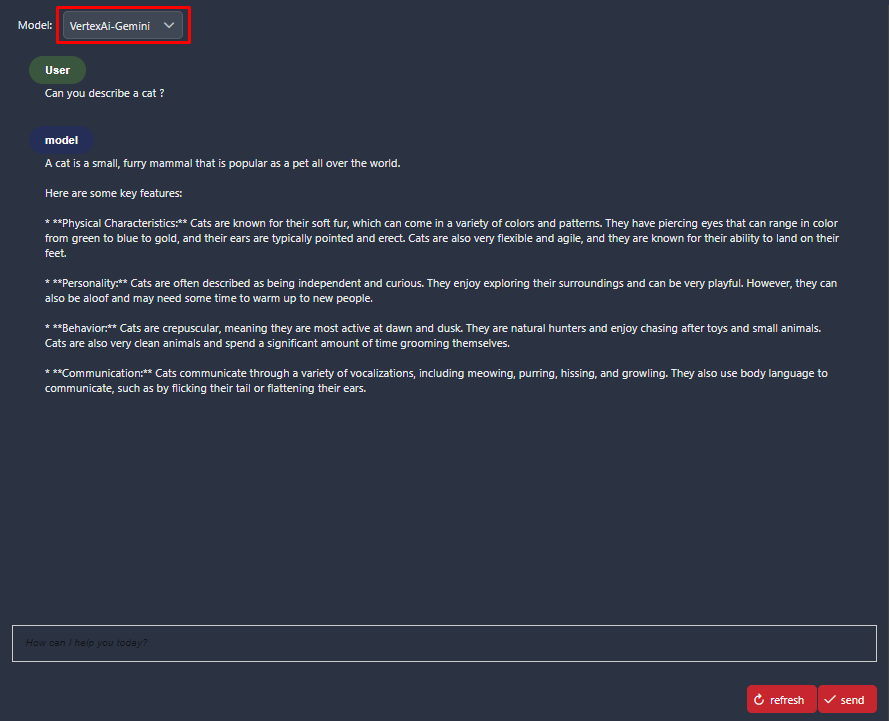 Model: VertexAi-Gemini
User
Can you describe a cat ?
model
A cat is a small, furry mammal that is popular as a pet all over the world.
Here are some key features:
* **Physical Characteristics:** Cats are known for their soft fur, which can come in a variety of colors and patterns. They have piercing eyes that can range in color
from green to blue to gold, and their ears are typically pointed and erect. Cats are also very flexible and agile, and they are known for their ability to land on their
feet.
* **Personality:** Cats are often described as being independent and curious. They enjoy exploring their surroundings and can be very playful. However, they can
also be aloof and may need some time to warm up to new people.
* **Behavior:** Cats are crepuscular, meaning they are most active at dawn and dusk. They are natural hunters and enjoy chasing after toys and small animals.
Cats are also very clean animals and spend a significant amount of time grooming themselves.
* **Communication:** Cats communicate through a variety of vocalizations, including meowing, purring, hissing, and growling. They also use body language to
communicate, such as by flicking their tail or flattening their ears.
How can I help you today?
refresh send